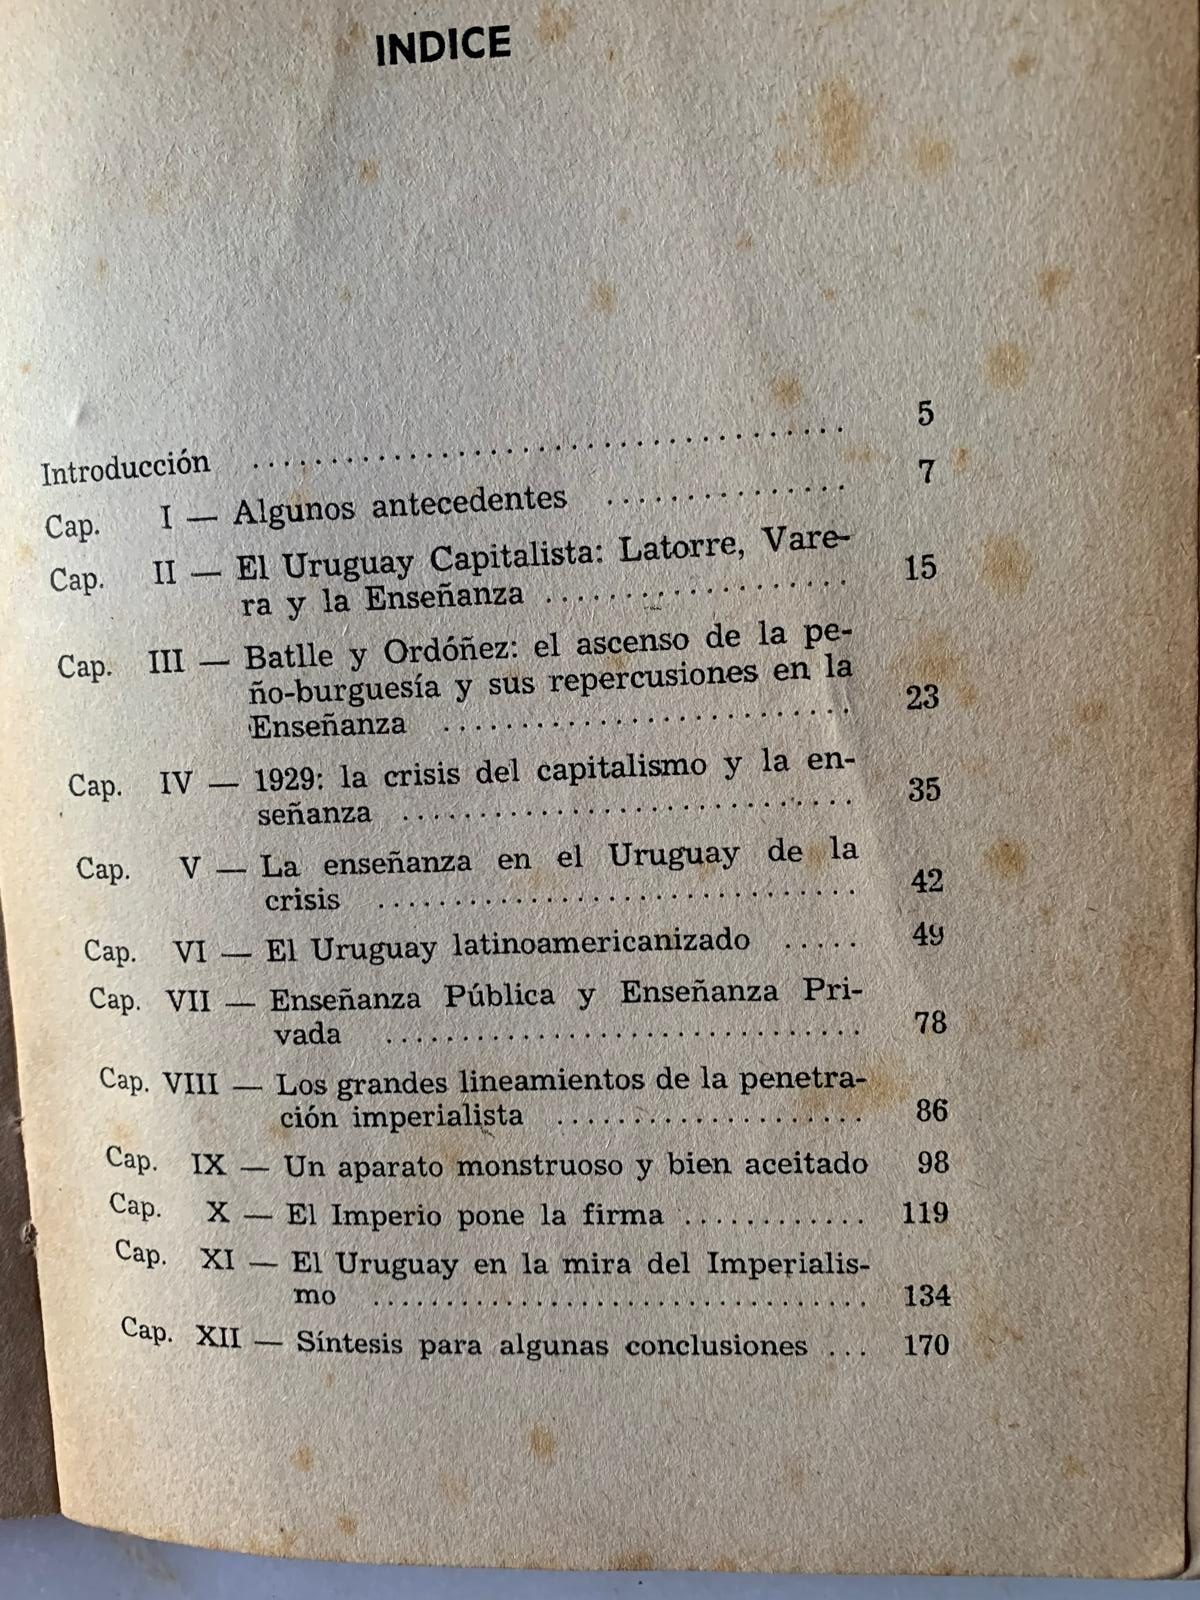 INDICE
Introducción .......................................... 5
Cap. I — Algunos antecedentes ................ 7
Cap. II — El Uruguay Capitalista: Latorre, Vare-
ra y la Enseñanza .................... 15
Cap. III — Batlle y Ordóñez: el ascenso de la pe-
ño-burguesía y sus repercusiones en la
Enseñanza ............................ 23
Cap. IV — 1929: la crisis del capitalismo y la en-
señanza ............................... 35
Cap. V — La enseñanza en el Uruguay de la
crisis ................................ 42
Cap. VI — El Uruguay latinoamericanizado ..... 49
Cap. VII — Enseñanza Pública y Enseñanza Pri-
vada ................................ 78
Cap. VIII — Los grandes lineamientos de la penetra-
ción imperialista .................... 86
Cap. IX — Un aparato monstruoso y bien aceitado 98
Cap. X — El Imperio pone la firma ............ 119
Cap. XI — El Uruguay en la mira del Imperialis-
mo .................................. 134
Cap. XII — Síntesis para algunas conclusiones ... 170